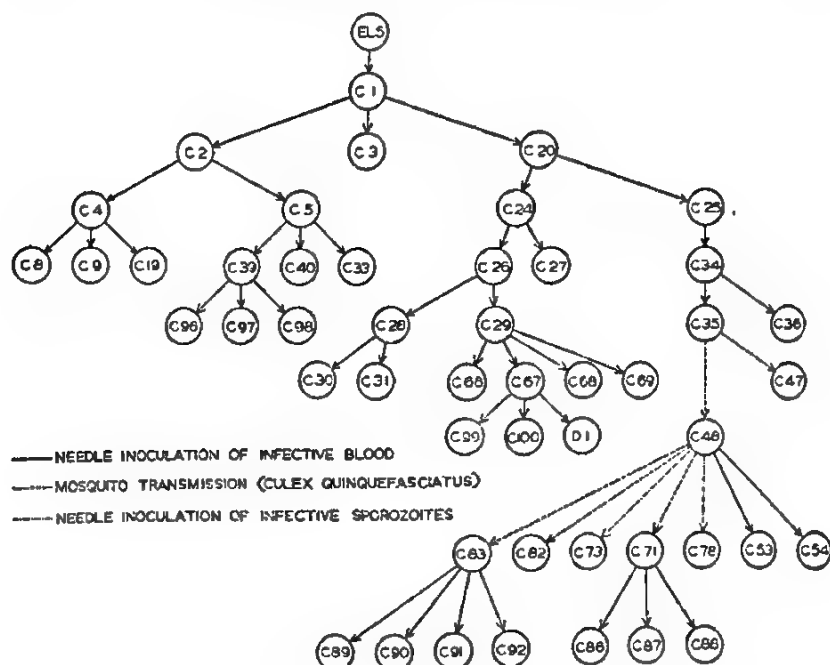 ELS
C1
C2 C3 C20
C4 C5 C24 C25
C8 C9 C19 C39 C40 C33 C26 C27 C34
C96 C97 C98 C28 C29 C35 C36
C30 C31 C66 C67 C68 C69 C47
C99 C100 D1 C48
NEEDLE INOCULATION OF INFECTIVE BLOOD
MOSQUITO TRANSMISSION (CULEX QUINQUEFASCIATUS)
NEEDLE INOCULATION OF INFECTIVE SPOROZOITES
C83 C82 C73 C71 C78 C53 C54
C89 C90 C91 C92 C86 C87 C88